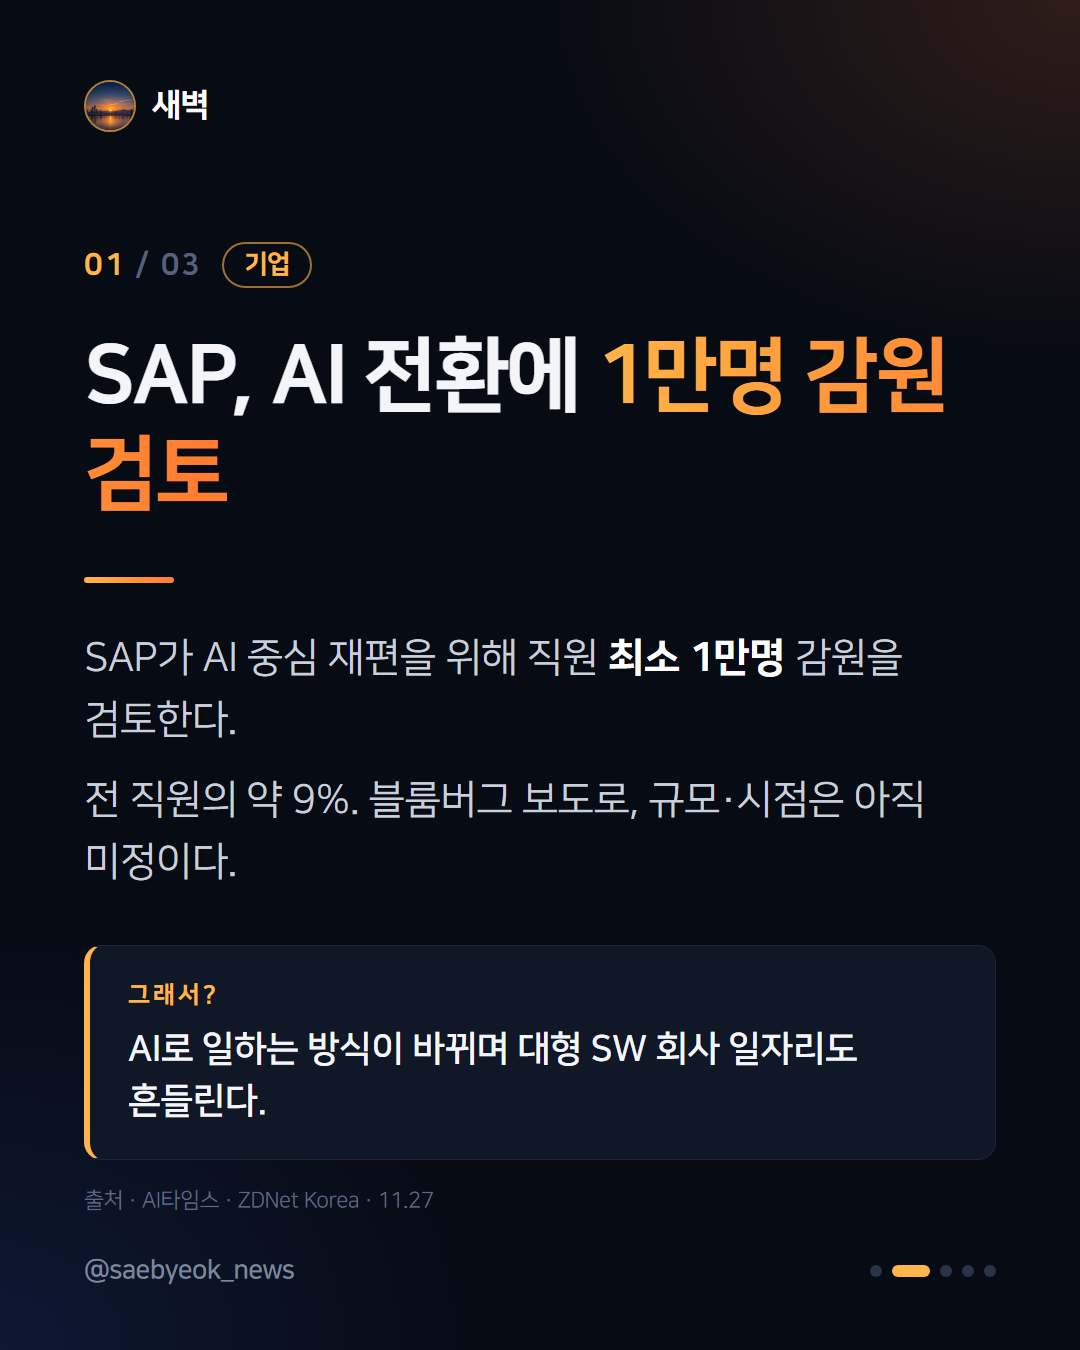 새벽
01 / 03 기업
SAP, AI 전환에 1만명 감원
검토
SAP가 AI 중심 재편을 위해 직원 최소 1만명 감원을
검토한다.
전 직원의 약 9%. 블룸버그 보도로, 규모·시점은 아직
미정이다.
그래서?
AI로 일하는 방식이 바뀌며 대형 SW 회사 일자리도
흔들린다.
출처 · AI타임스 · ZDNet Korea · 11.27
@saebyeok_news